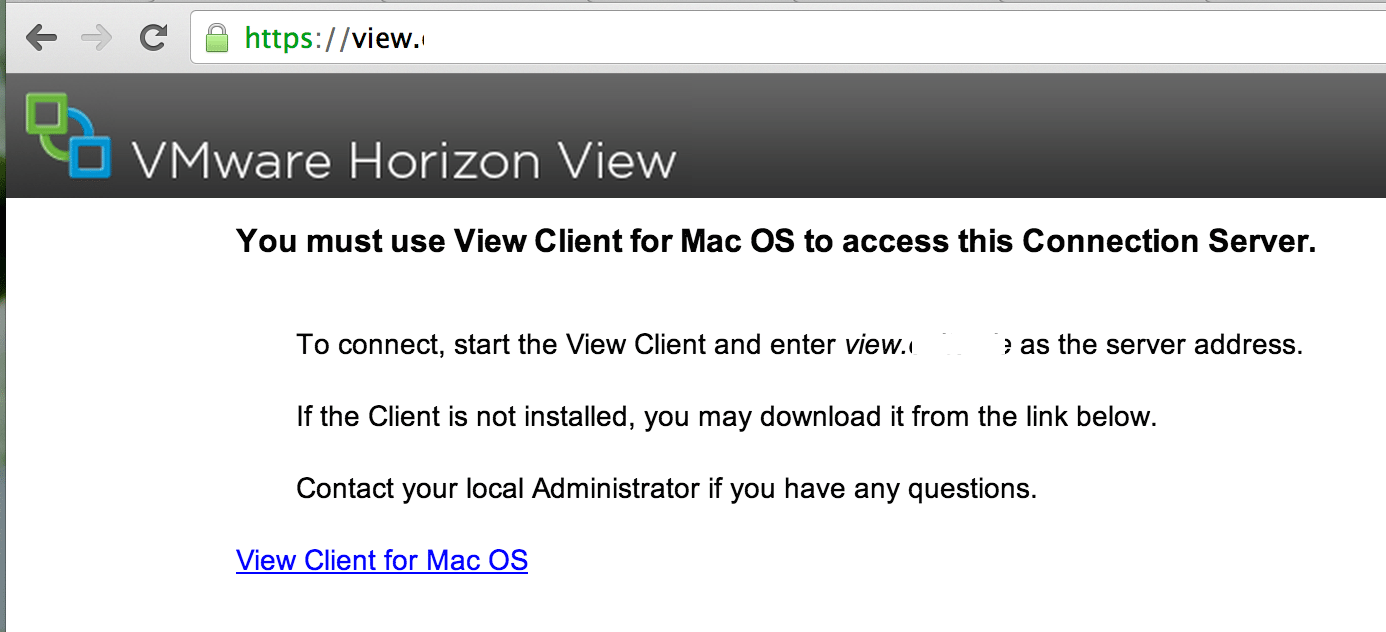 https://view.
VMware Horizon View
You must use View Client for Mac OS to access this Connection Server.
To connect, start the View Client and enter view. as the server address.
If the Client is not installed, you may download it from the link below.
Contact your local Administrator if you have any questions.
View Client for Mac OS